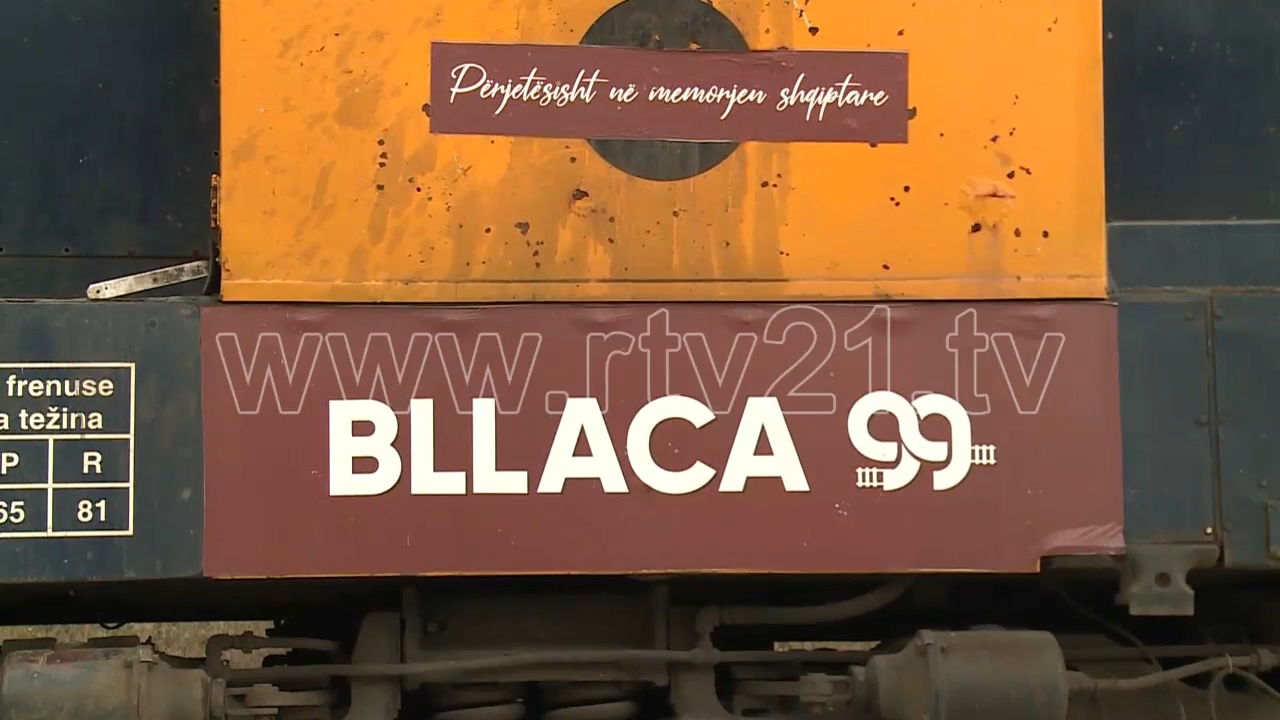 Përjetësisht në memorjen shqiptare
www.rtv21.tv
BLLACA 99
frenuse
težina
P R
65 81